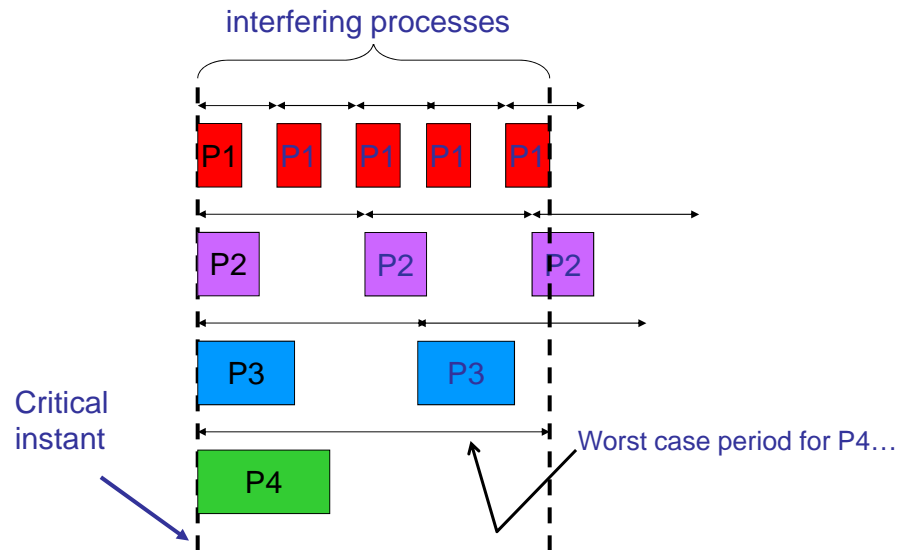 interfering processes
P1 P1 P1 P1 P1
P2 P2 P2
P3 P3
Critical
instant
Worst case period for P4…
P4